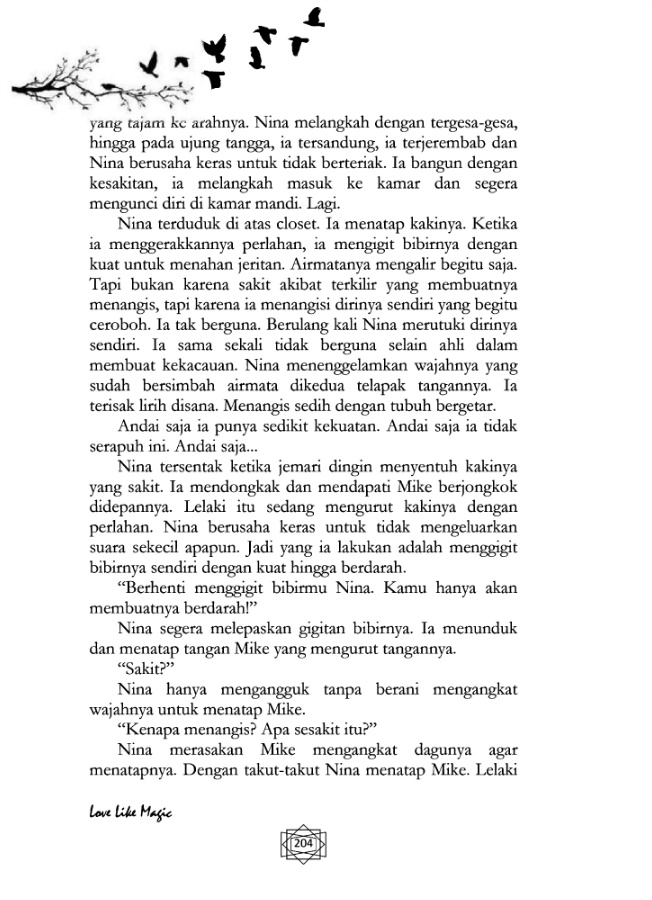 yang tajam ke arahnya. Nina melangkah dengan tergesa-gesa,
hingga pada ujung tangga, ia tersandung, ia terjerembab dan
Nina berusaha keras untuk tidak berteriak. Ia bangun dengan
kesakitan, ia melangkah masuk ke kamar dan segera
mengunci diri di kamar mandi. Lagi.
Nina terduduk di atas closet. Ia menatap kakinya. Ketika
ia menggerakkannya perlahan, ia mengigit bibirnya dengan
kuat untuk menahan jeritan. Airmatanya mengalir begitu saja.
Tapi bukan karena sakit akibat terkilir yang membuatnya
menangis, tapi karena ia menangisi dirinya sendiri yang begitu
ceroboh. Ia tak berguna. Berulang kali Nina merutuki dirinya
sendiri. Ia sama sekali tidak berguna selain ahli dalam
membuat kekacauan. Nina menenggelamkan wajahnya yang
sudah bersimbah airmata dikedua telapak tangannya. Ia
terisak lirih disana. Menangis sedih dengan tubuh bergetar.
Andai saja ia punya sedikit kekuatan. Andai saja ia tidak
serapuh ini. Andai saja...
Nina tersentak ketika jemari dingin menyentuh kakinya
yang sakit. Ia mendongkak dan mendapati Mike berjongkok
didepannya. Lelaki itu sedang mengurut kakinya dengan
perlahan. Nina berusaha keras untuk tidak mengeluarkan
suara sekecil apapun. Jadi yang ia lakukan adalah menggigit
bibirnya sendiri dengan kuat hingga berdarah.
“Berhenti menggigit bibirmu Nina. Kamu hanya akan
membuatnya berdarah!”
Nina segera melepaskan gigitan bibirnya. Ia menunduk
dan menatap tangan Mike yang mengurut tangannya.
“Sakit?”
Nina hanya mengangguk tanpa berani mengangkat
wajahnya untuk menatap Mike.
“Kenapa menangis? Apa sesakit itu?”
Nina merasakan Mike mengangkat dagunya agar
menatapnya. Dengan takut-takut Nina menatap Mike. Lelaki
Love Like Magic
204